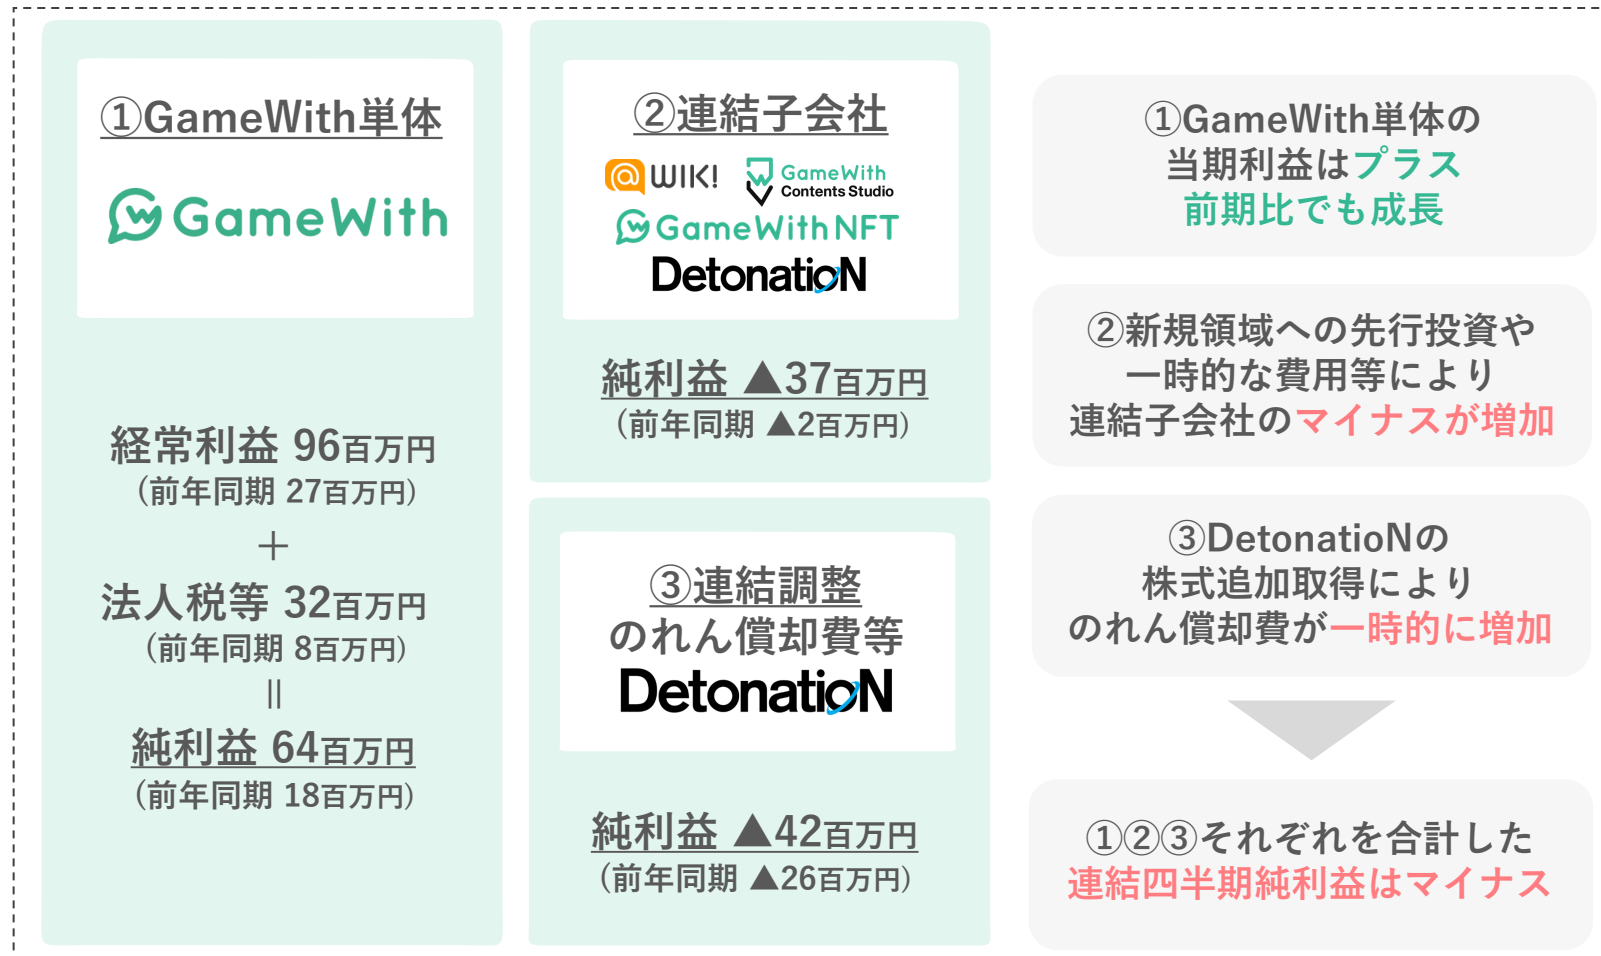 ①GameWith単体
GameWith
経常利益 96百万円
(前年同期 27百万円)
＋
法人税等 32百万円
(前年同期 8百万円)
||
純利益 64百万円
(前年同期 18百万円)
②連結子会社
@WIKI
GameWith
Contents Studio
GameWith NFT
DetonatioN
純利益 ▲37百万円
(前年同期 ▲2百万円)
③連結調整
のれん償却費等
DetonatioN
純利益 ▲42百万円
(前年同期 ▲26百万円)
①GameWith単体の
当期利益はプラス
前期比でも成長
②新規領域への先行投資や
一時的な費用等により
連結子会社のマイナスが増加
③DetonatioNの
株式追加取得により
のれん償却費が一時的に増加
①②③それぞれを合計した
連結四半期純利益はマイナス